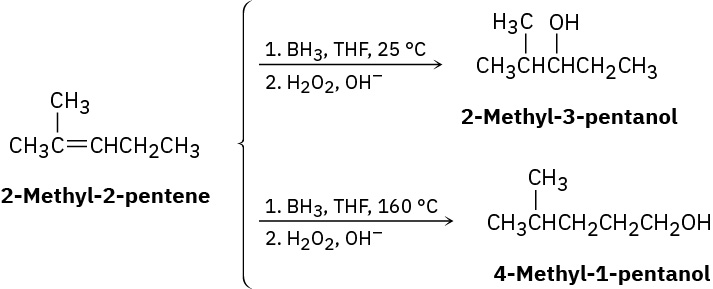 CH₃
CH₃C=CHCH₂CH₃
2-Methyl-2-pentene
1. BH₃, THF, 25 °C
2. H₂O₂, OH⁻
H₃C OH
CH₃CHCHCH₂CH₃
2-Methyl-3-pentanol
1. BH₃, THF, 160 °C
2. H₂O₂, OH⁻
CH₃
CH₃CHCH₂CH₂CH₂OH
4-Methyl-1-pentanol